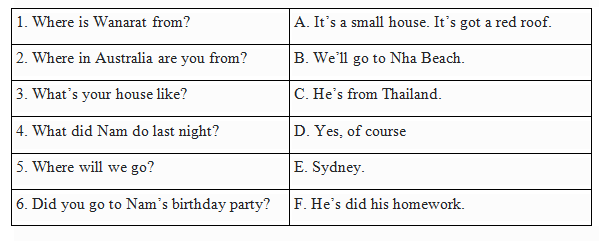 1. Where is Wanarat from? A. It’s a small house. It’s got a red roof.
2. Where in Australia are you from? B. We’ll go to Nha Beach.
3. What’s your house like? C. He’s from Thailand.
4. What did Nam do last night? D. Yes, of course
5. Where will we go? E. Sydney.
6. Did you go to Nam’s birthday party? F. He’s did his homework.